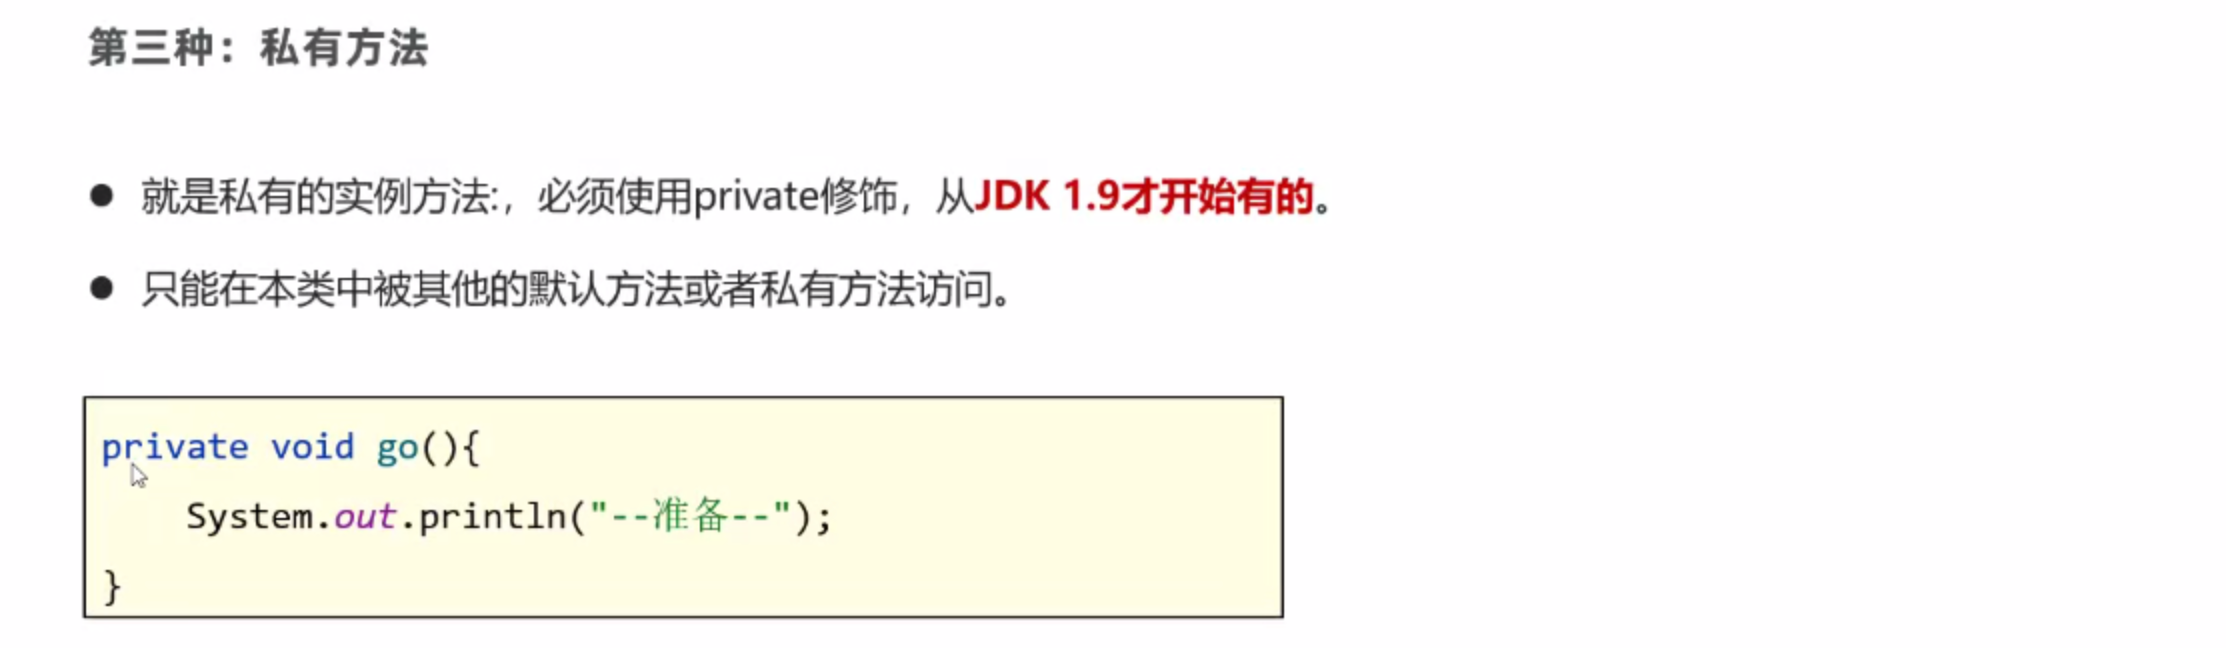 第三种：私有方法
● 就是私有的实例方法:，必须使用private修饰，从JDK 1.9才开始有的。
● 只能在本类中被其他的默认方法或者私有方法访问。
private void go(){
    System.out.println("--准备--");
}